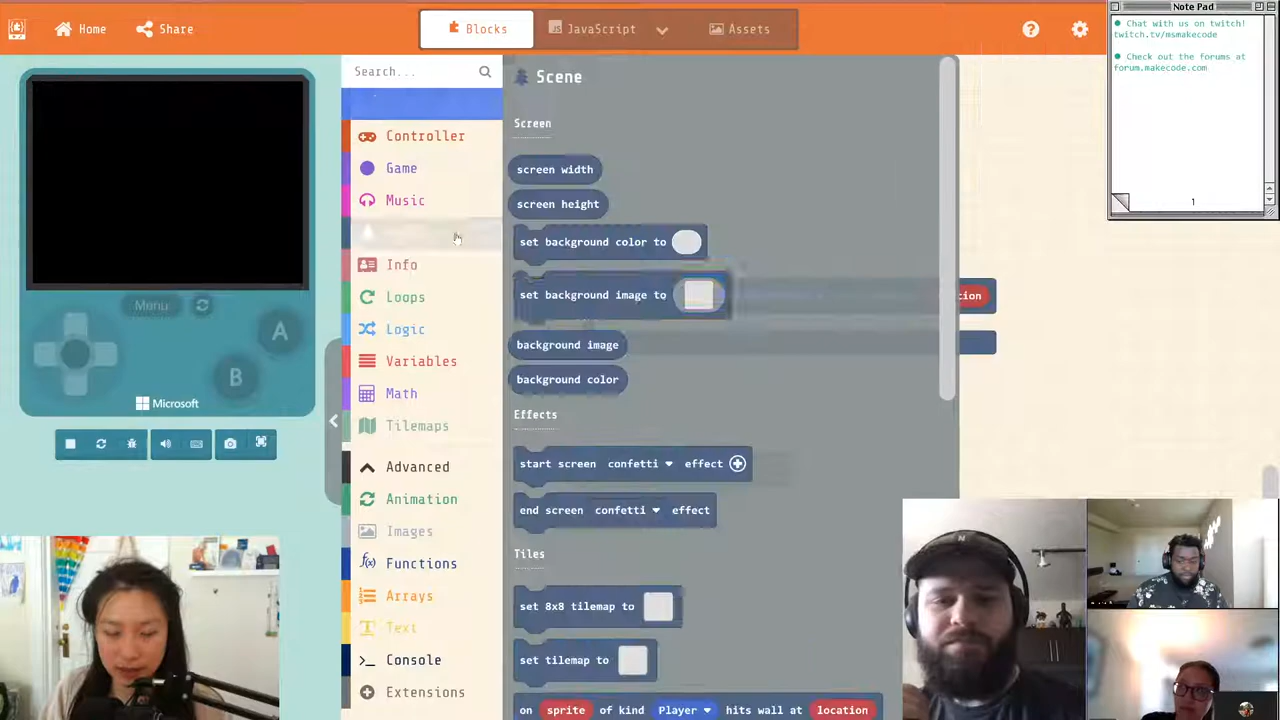 Home
Share
Blocks
JavaScript
Assets
Note Pad
Chat with us on twitch!
twitch.tv/msmakecode
Check out the forums at
forum.makecode.com
1
Menu
A
B
Microsoft
Search...
Controller
Game
Music
Info
Loops
Logic
Variables
Math
Tilemaps
Advanced
Animation
Images
Functions
Arrays
Text
Console
Extensions
Scene
Screen
screen width
screen height
set background color to
set background image to
background image
background color
Effects
start screen confetti effect
end screen confetti effect
Tiles
set 8x8 tilemap to
set tilemap to
on sprite of kind Player hits wall at location